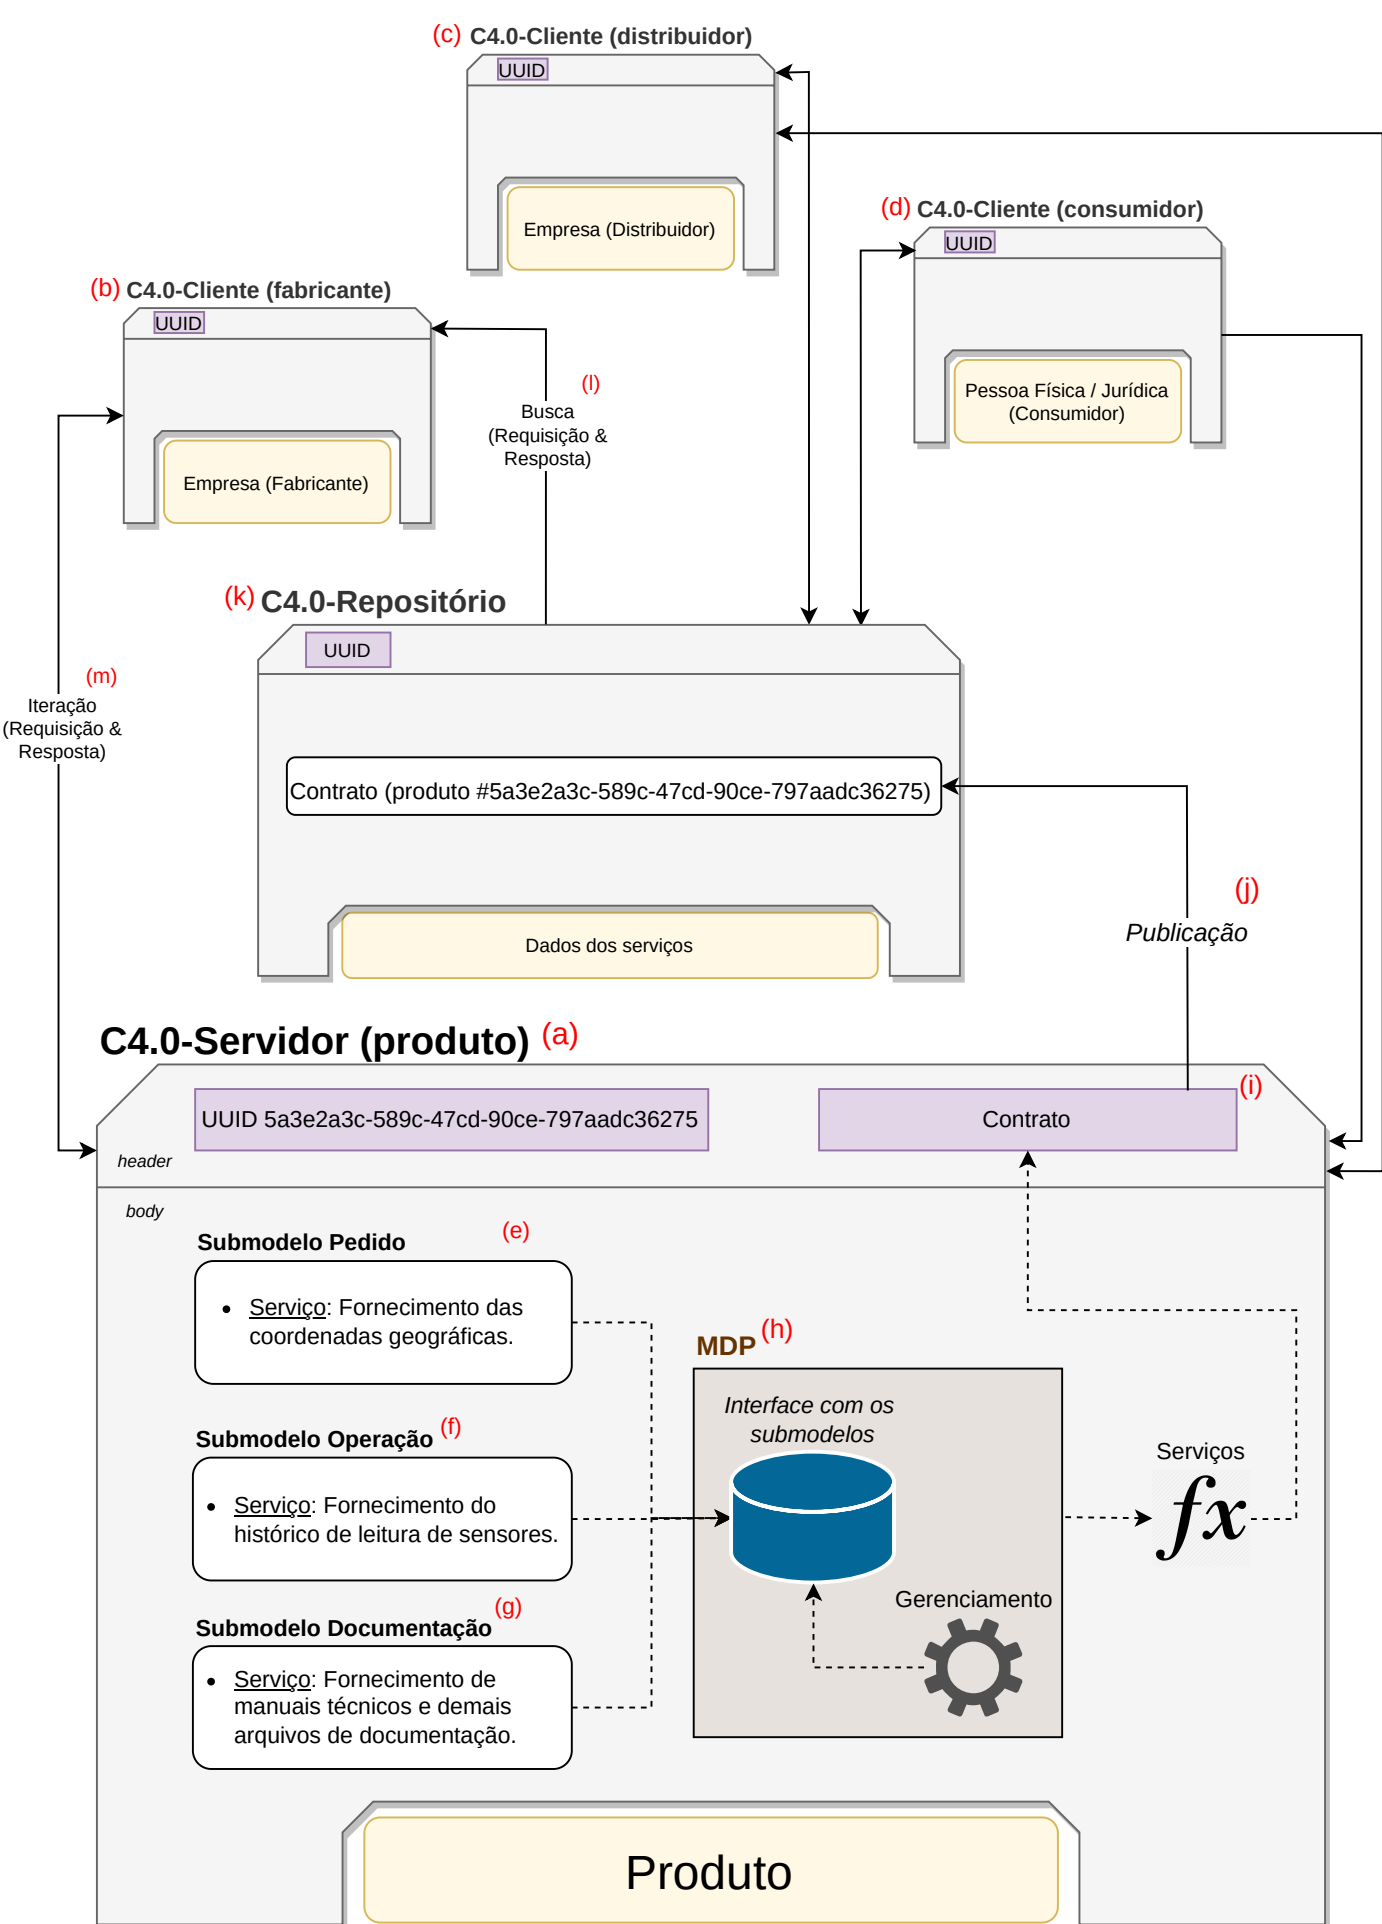 (c) C4.0-Cliente (distribuidor)
UUID
Empresa (Distribuidor)
(d) C4.0-Cliente (consumidor)
UUID
Pessoa Física / Jurídica
(Consumidor)
(b) C4.0-Cliente (fabricante)
UUID
Empresa (Fabricante)
(l)
Busca
(Requisição &
Resposta)
(k) C4.0-Repositório
UUID
(m)
Iteração
(Requisição &
Resposta)
Contrato (produto #5a3e2a3c-589c-47cd-90ce-797aadc36275)
(j)
Publicação
Dados dos serviços
C4.0-Servidor (produto) (a)
UUID 5a3e2a3c-589c-47cd-90ce-797aadc36275
Contrato
(i)
header
body
Submodelo Pedido (e)
• Serviço: Fornecimento das
coordenadas geográficas.
MDP (h)
Interface com os
submodelos
Submodelo Operação (f)
• Serviço: Fornecimento do
histórico de leitura de sensores.
Serviços
fx
Gerenciamento
Submodelo Documentação (g)
• Serviço: Fornecimento de
manuais técnicos e demais
arquivos de documentação.
Produto